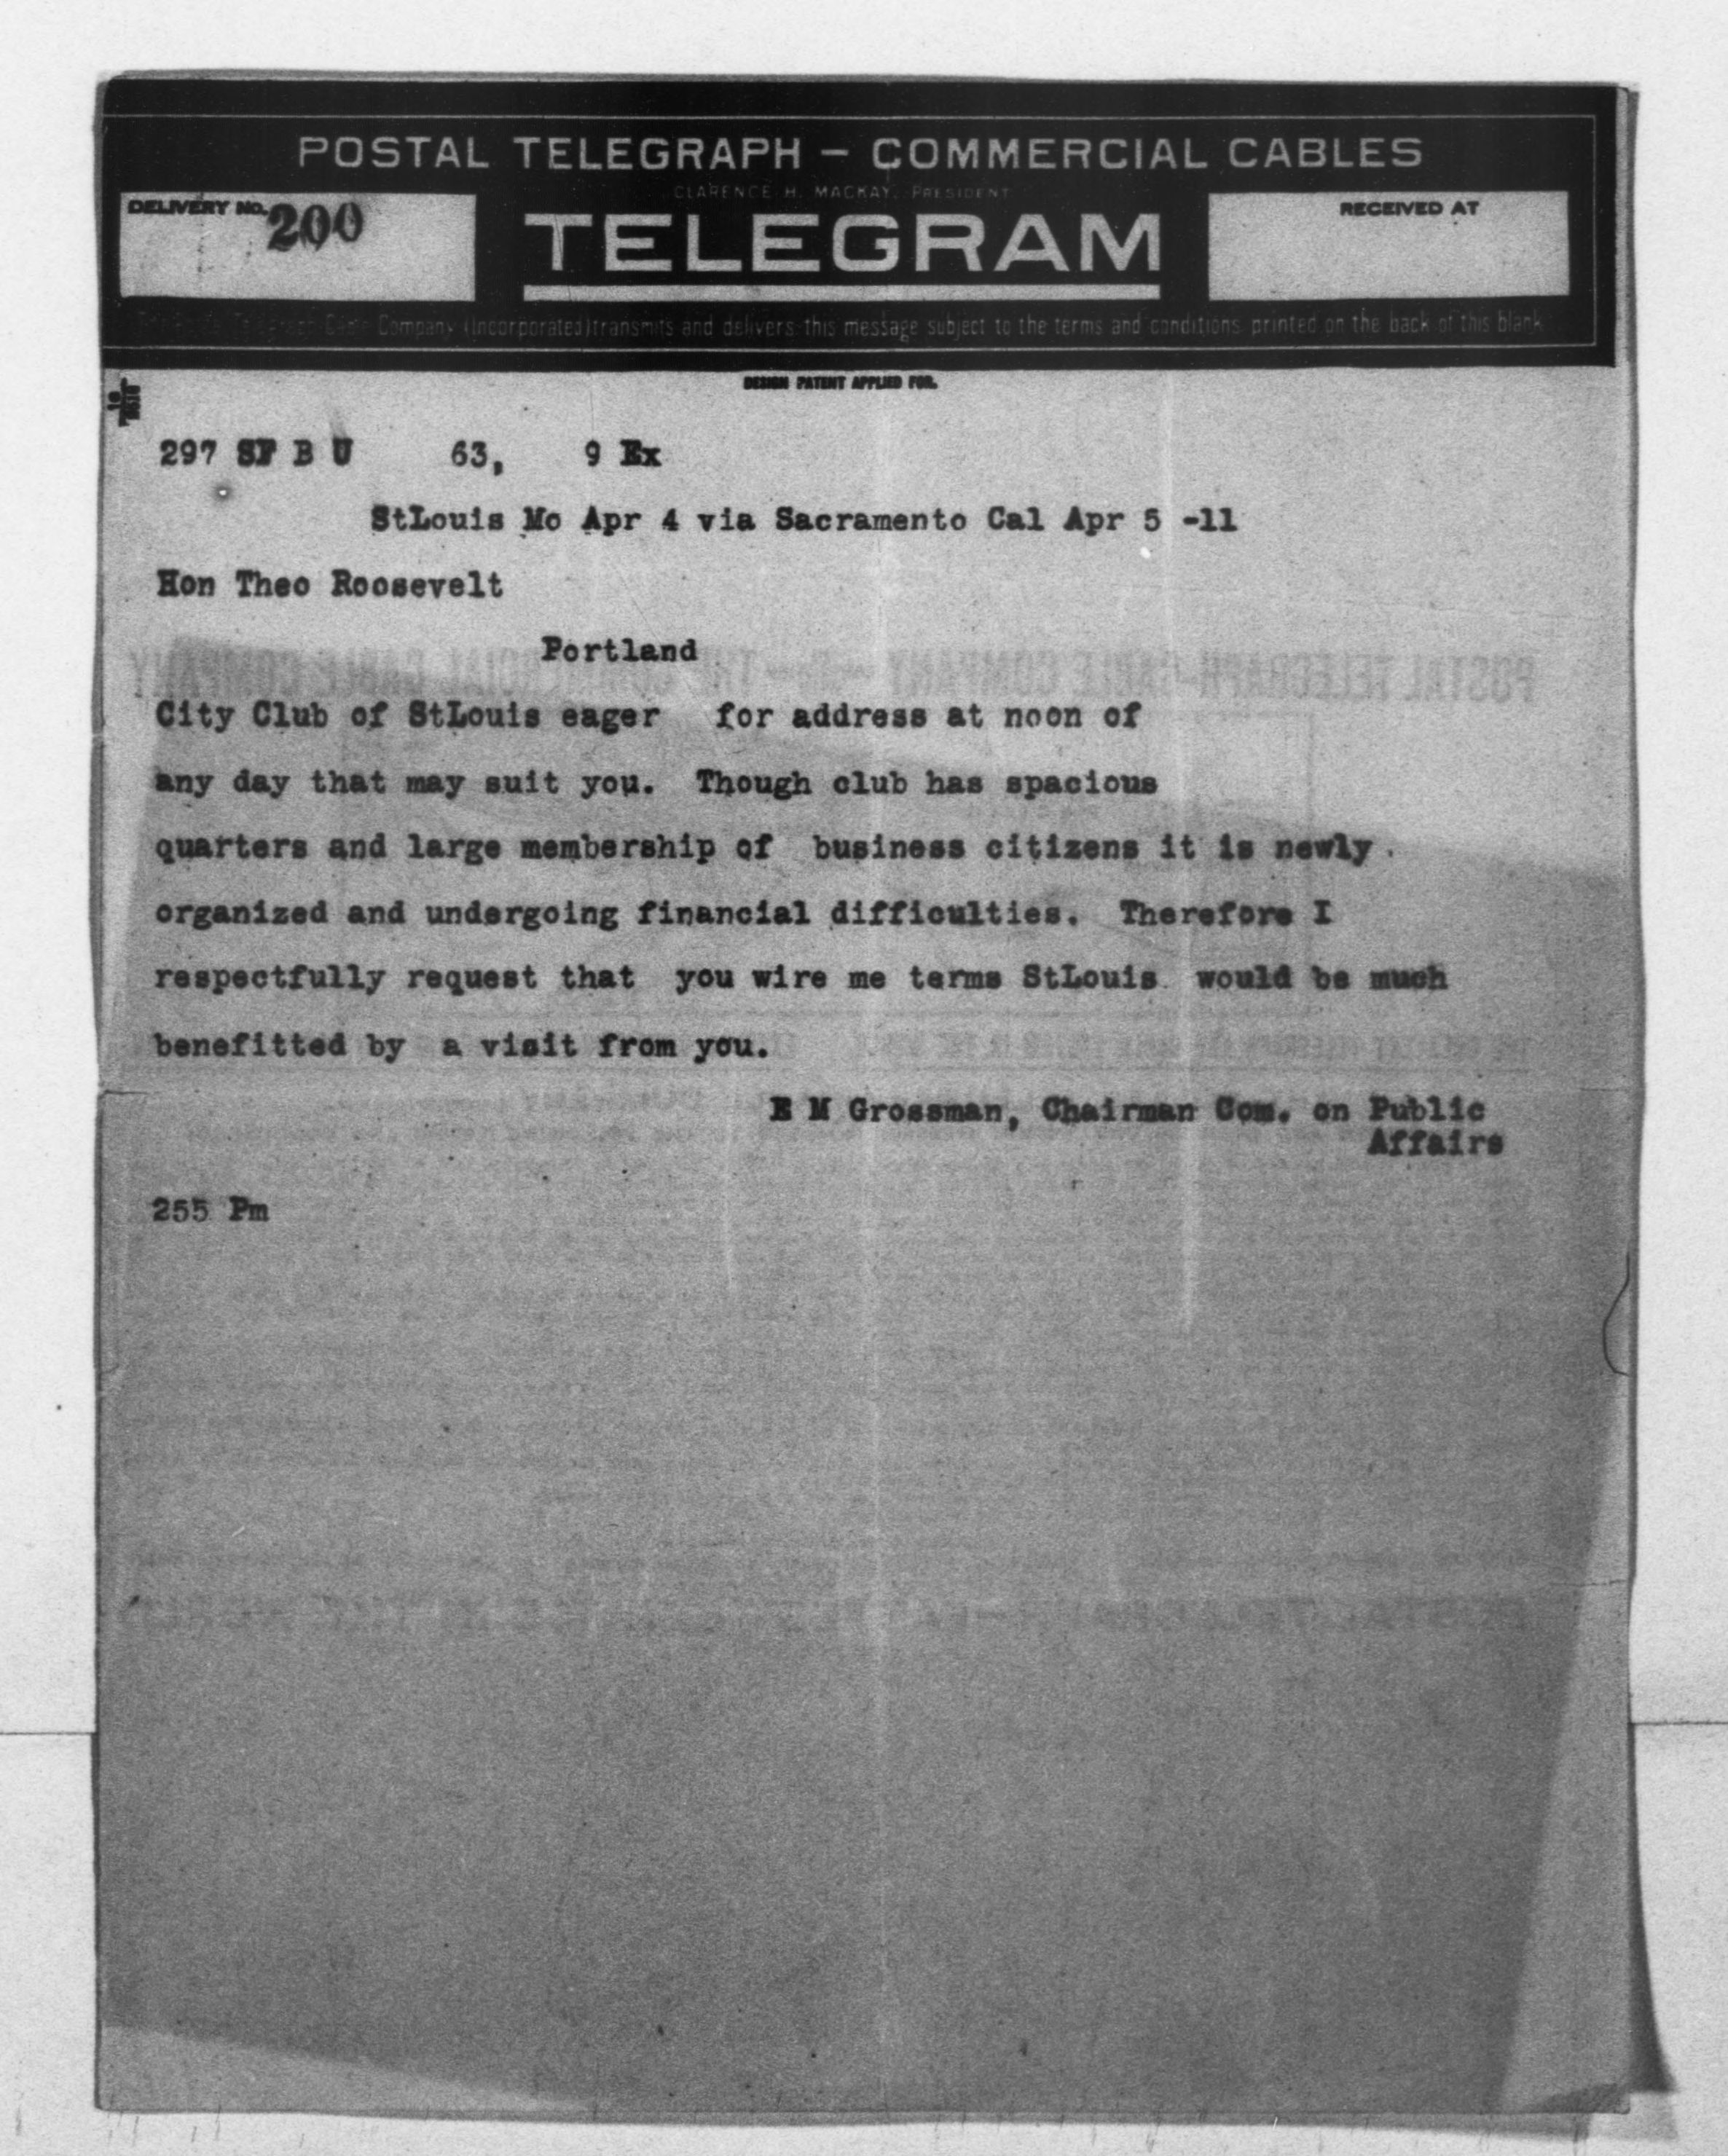 POSTAL TELEGRAPH – COMMERCIAL CABLES
CLARENCE H. MACKAY, PRESIDENT
DELIVERY No. 200
TELEGRAM
RECEIVED AT
Company (Incorporated) transmits and delivers this message subject to the terms and conditions printed on the back of this blank
DESIGN PATENT APPLIED FOR.
297 SF B U 63, 9 Ex
StLouis Mo Apr 4 via Sacramento Cal Apr 5 -11
Hon Theo Roosevelt
Portland
City Club of StLouis eager for address at noon of
any day that may suit you. Though club has spacious
quarters and large membership of business citizens it is newly
organized and undergoing financial difficulties. Therefore I
respectfully request that you wire me terms StLouis would be much
benefitted by a visit from you.
E M Grossman, Chairman Com. on Public
Affairs
255 Pm